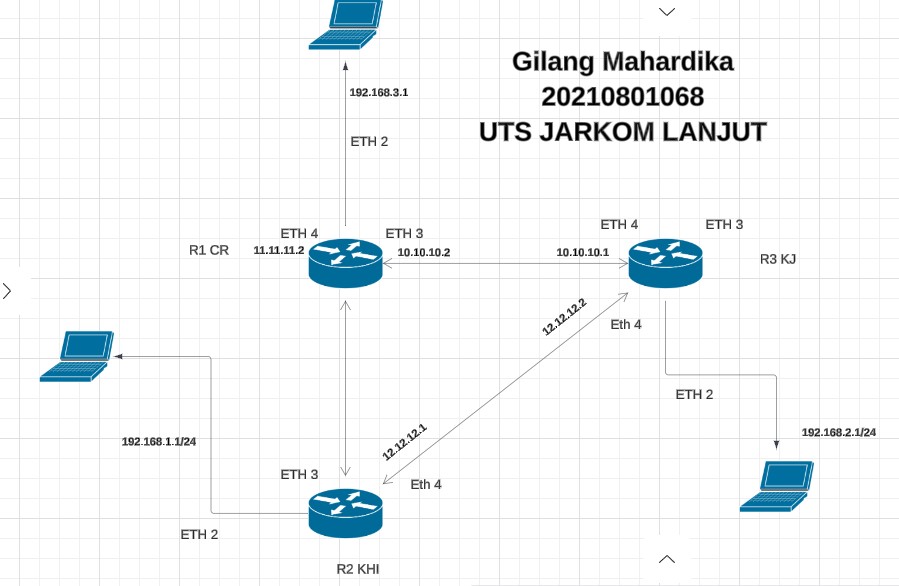 Gilang Mahardika
20210801068
UTS JARKOM LANJUT
192.168.3.1
ETH 2
ETH 4
ETH 3
ETH 4
ETH 3
R1 CR
11.11.11.2
10.10.10.2
10.10.10.1
R3 KJ
12.12.12.2
Eth 4
ETH 2
192.168.1.1/24
12.12.12.1
192.168.2.1/24
ETH 3
Eth 4
ETH 2
R2 KHI